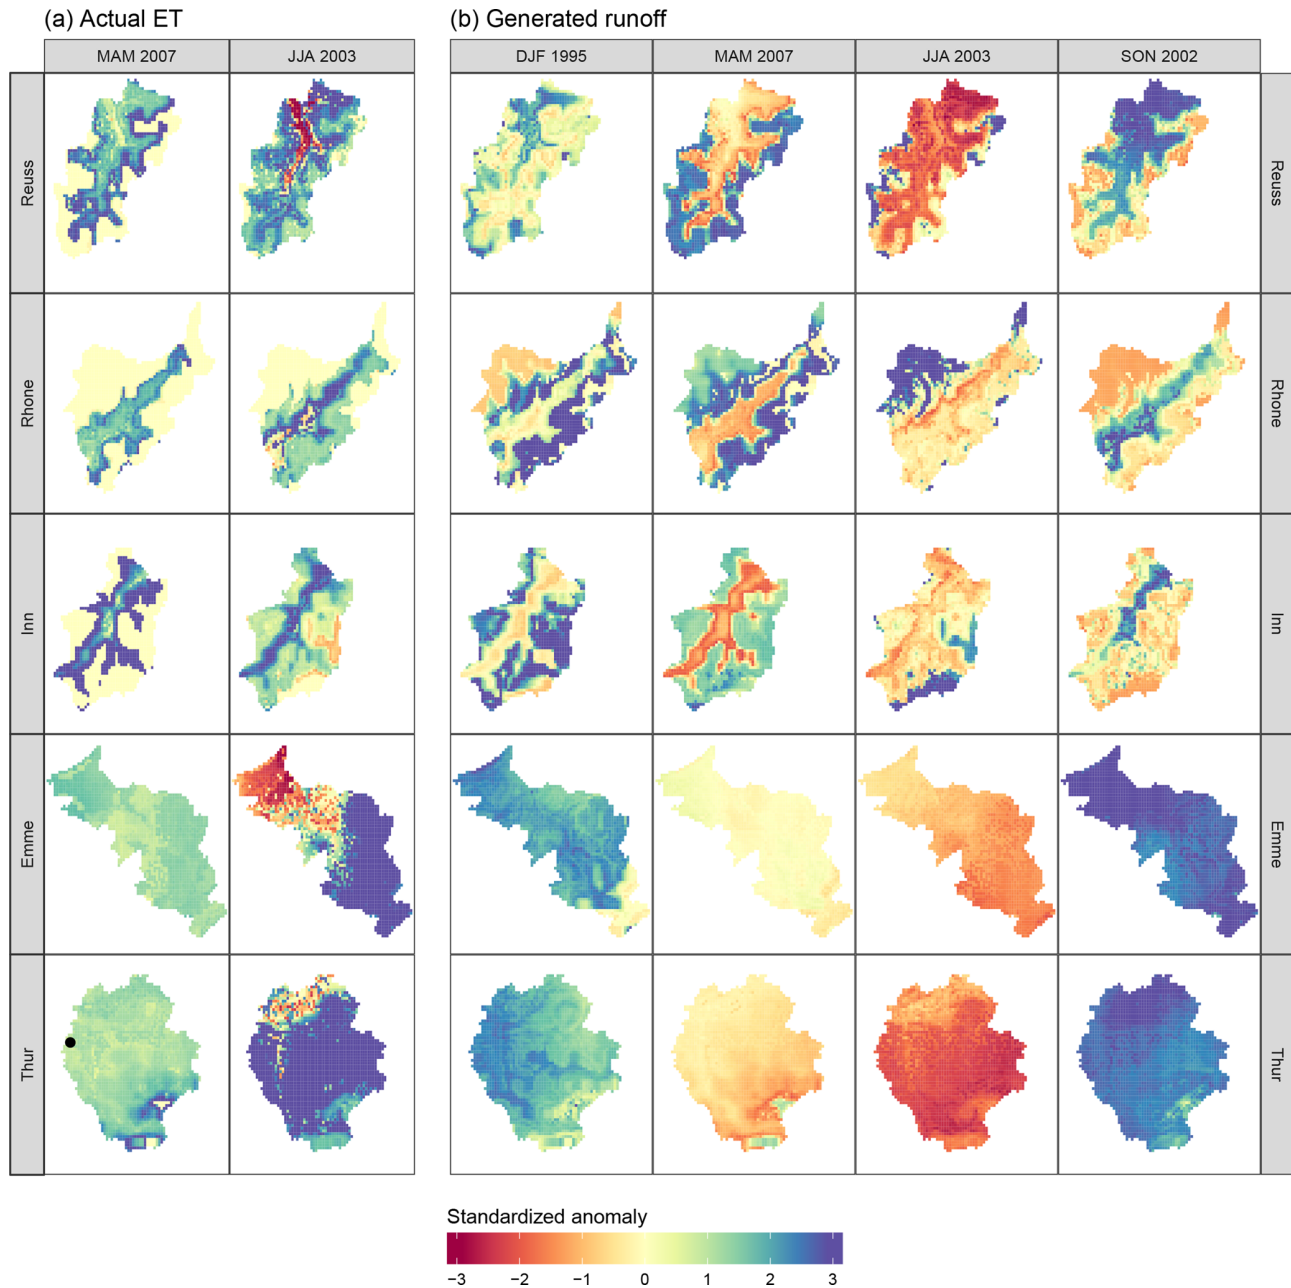 (a) Actual ET
(b) Generated runoff
MAM 2007
JJA 2003
DJF 1995
MAM 2007
JJA 2003
SON 2002
Reuss
Reuss
Rhone
Rhone
Inn
Inn
Emme
Emme
Thur
Thur
Standardized anomaly
−3 −2 −1 0 1 2 3